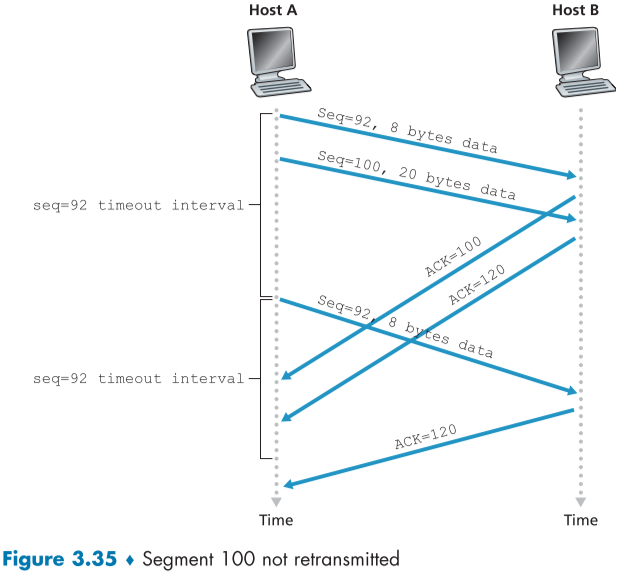 Host A
Host B
Seq=92, 8 bytes data
Seq=100, 20 bytes data
seq=92 timeout interval
ACK=100
ACK=120
Seq=92, 8 bytes data
seq=92 timeout interval
ACK=120
Time
Time
Figure 3.35 ♦ Segment 100 not retransmitted